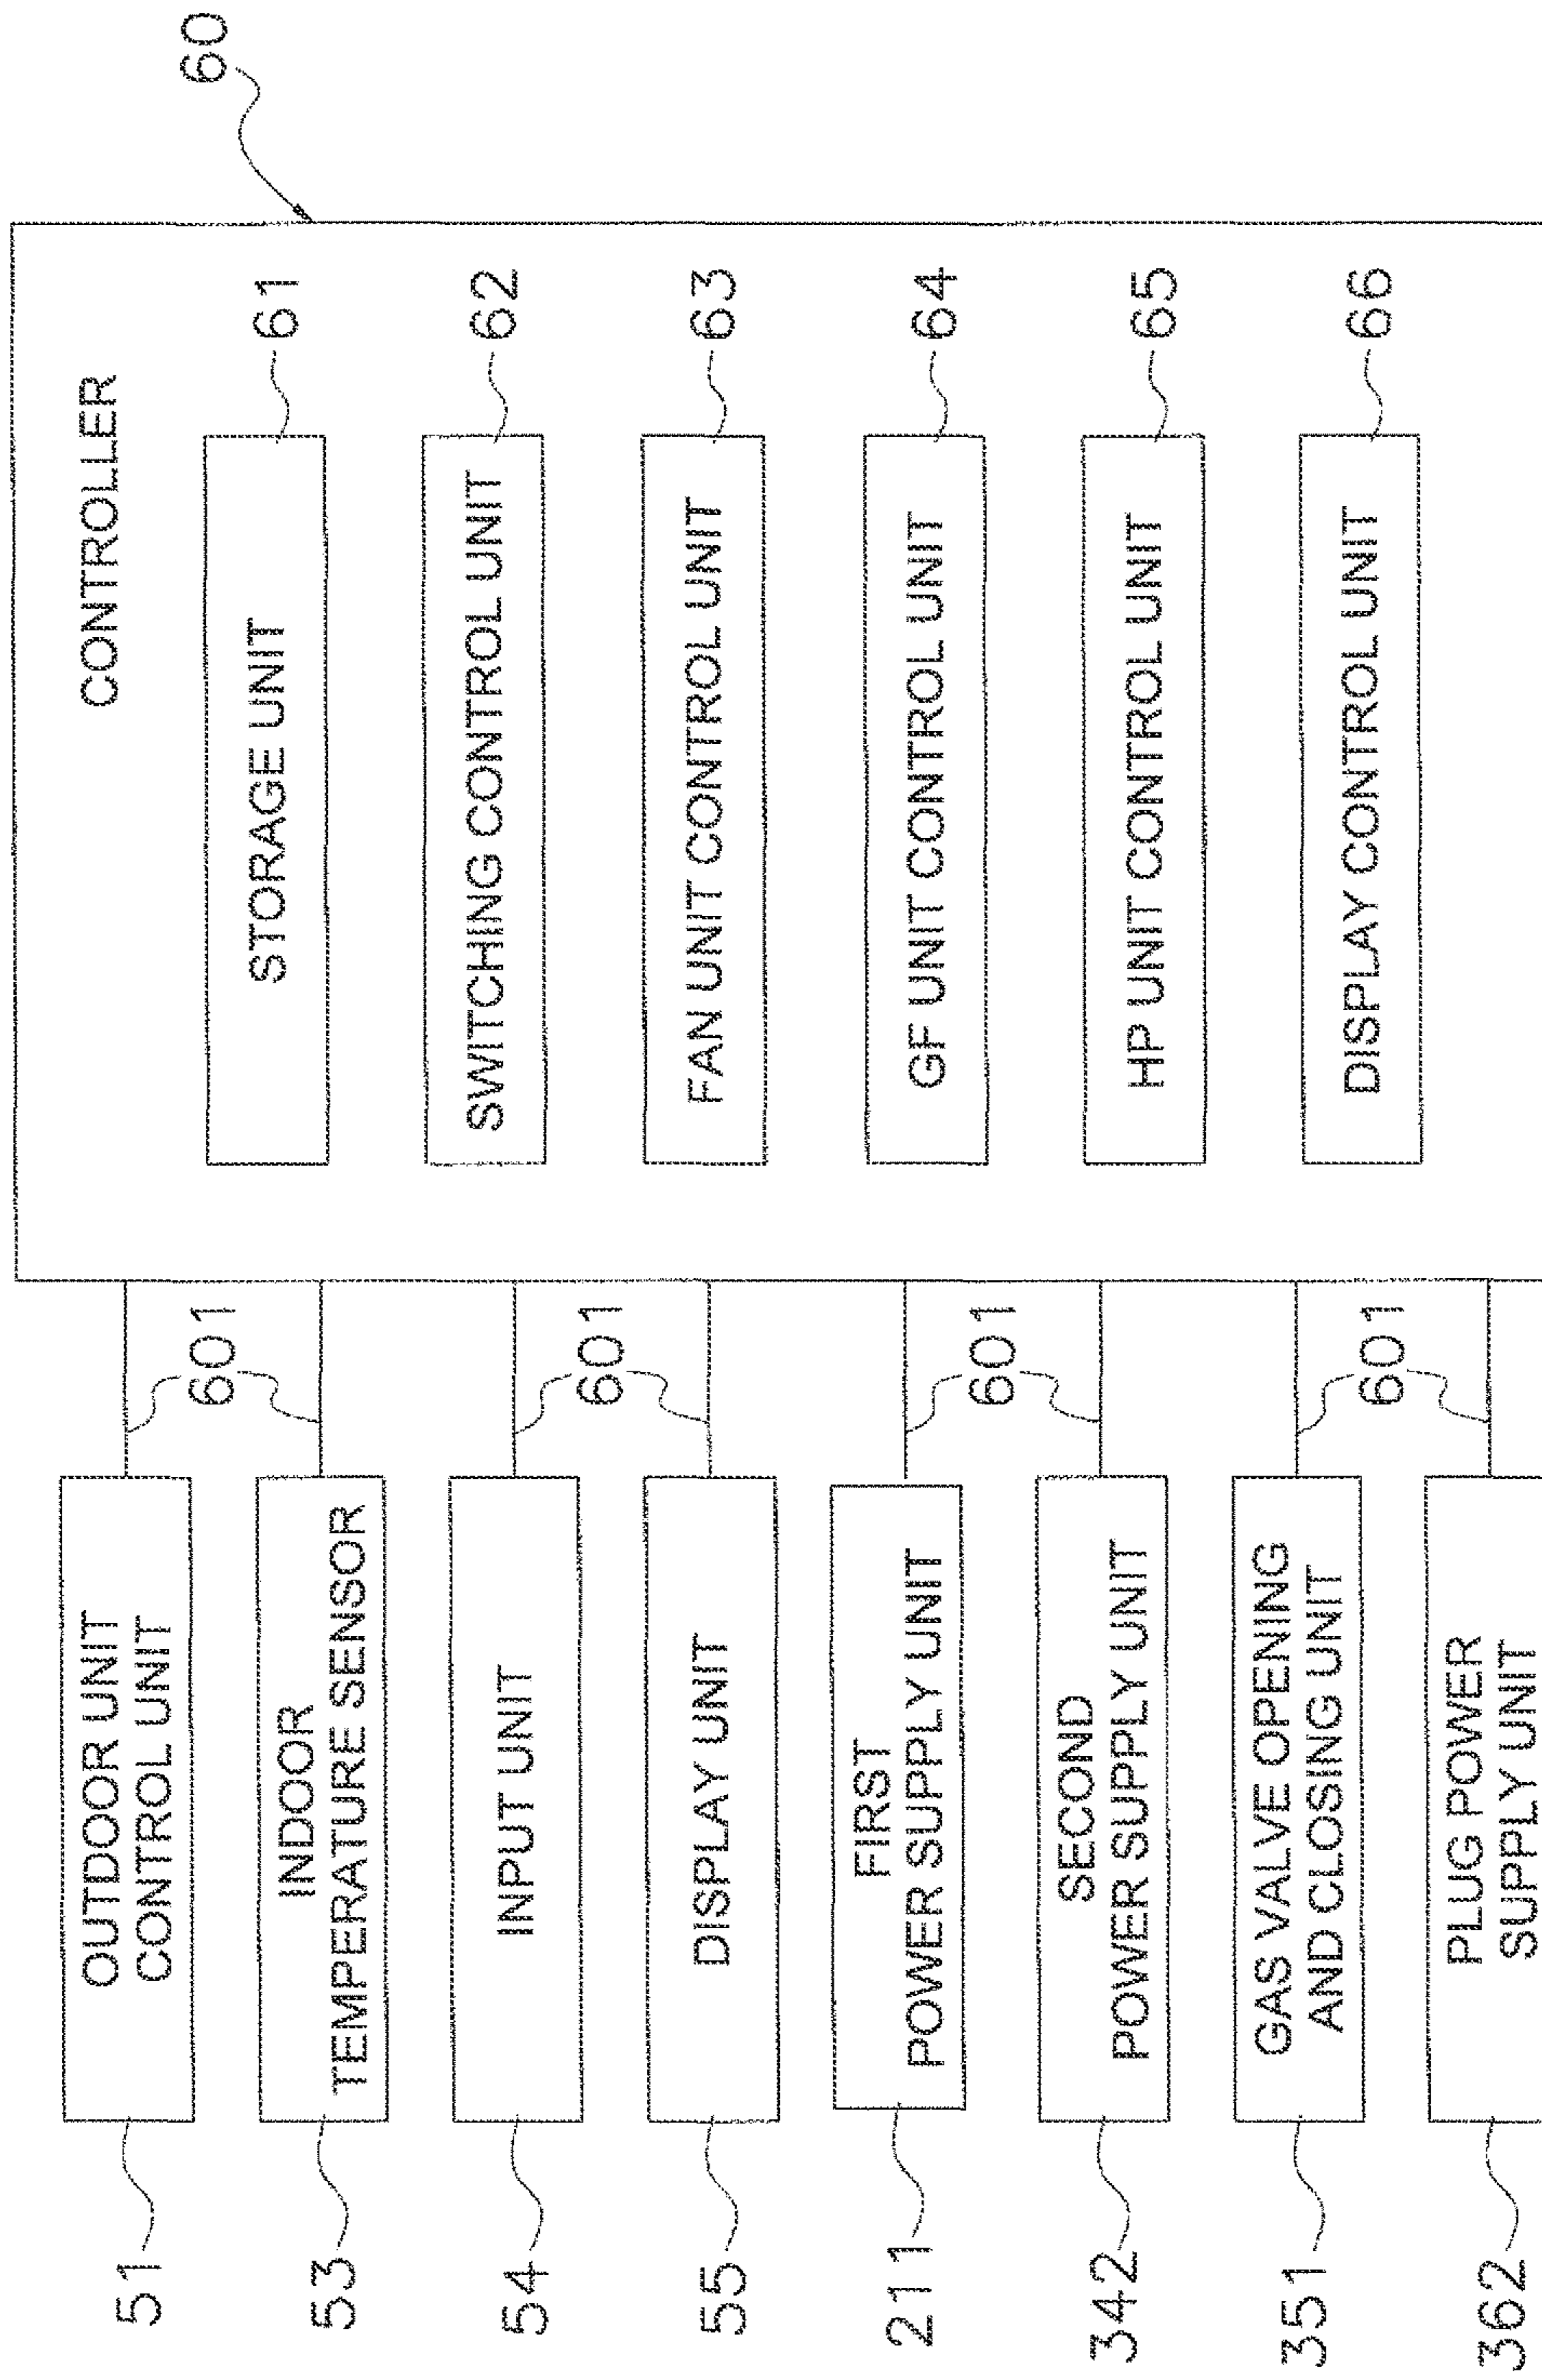 60
CONTROLLER
STORAGE UNIT
61
SWITCHING CONTROL UNIT
62
FAN UNIT CONTROL UNIT
63
GF UNIT CONTROL UNIT
64
HP UNIT CONTROL UNIT
65
DISPLAY CONTROL UNIT
66
51
OUTDOOR UNIT
CONTROL UNIT
601
53
INDOOR
TEMPERATURE SENSOR
54
INPUT UNIT
601
55
DISPLAY UNIT
211
FIRST
POWER SUPPLY UNIT
601
342
SECOND
POWER SUPPLY UNIT
351
GAS VALVE OPENING
AND CLOSING UNIT
601
362
PLUG POWER
SUPPLY UNIT